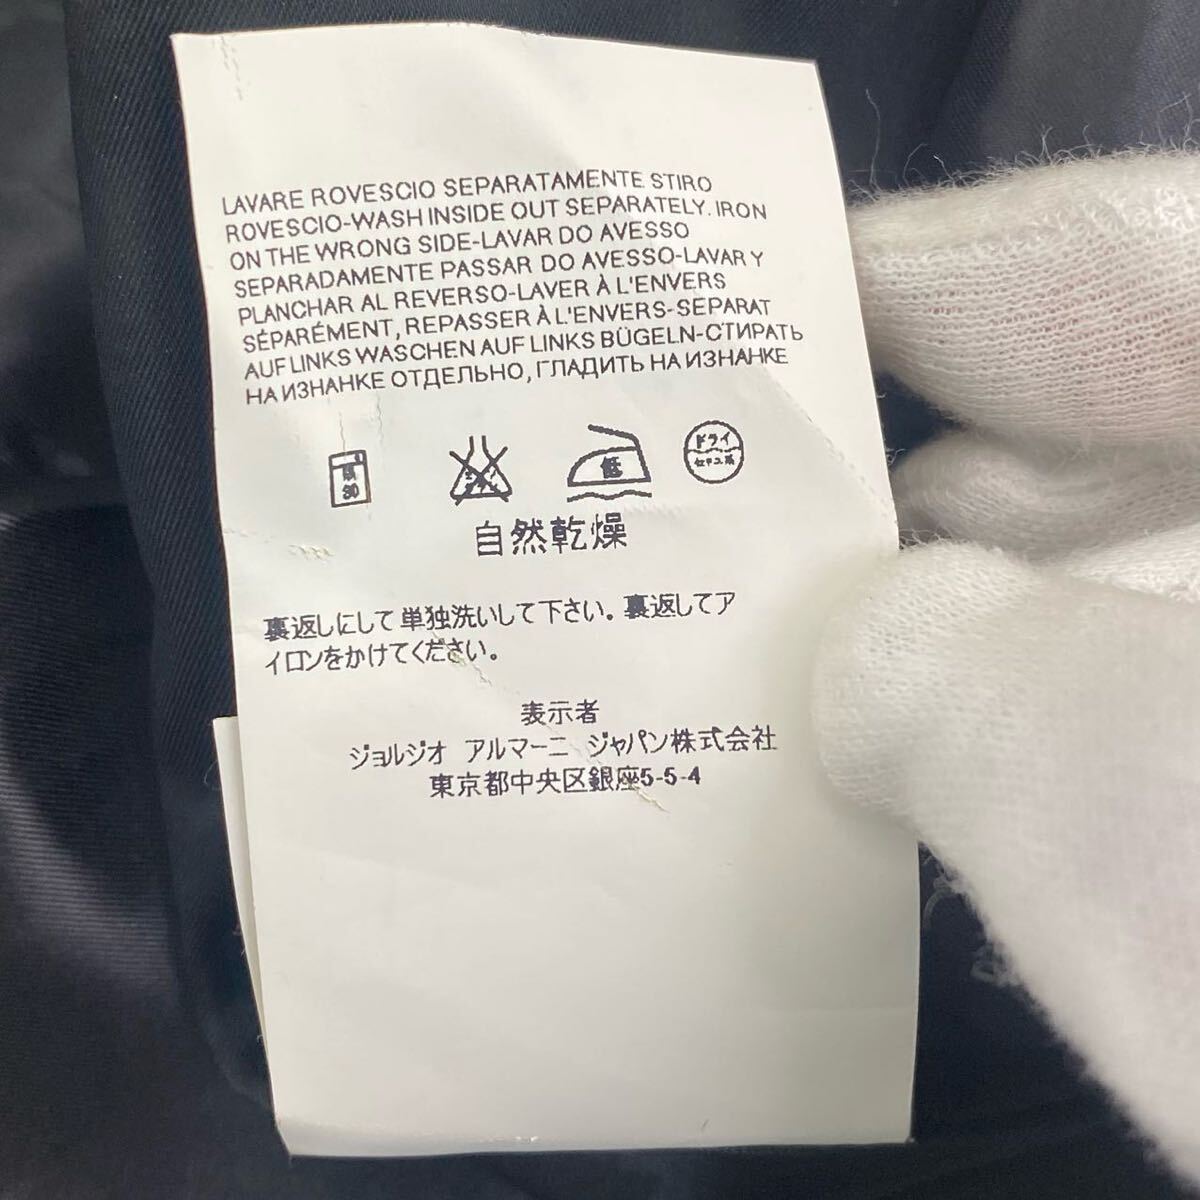 LAVARE ROVESCIO SEPARATAMENTE STIRO
ROVESCIO-WASH INSIDE OUT SEPARATELY. IRON
ON THE WRONG SIDE-LAVAR DO AVESSO
SEPARADAMENTE PASSAR DO AVESSO-LAVAR Y
PLANCHAR AL REVERSO-LAVER À L'ENVERS
SÉPARÉMENT, REPASSER À L'ENVERS- SEPARAT
AUF LINKS WASCHEN AUF LINKS BÜGELN-СТИРАТЬ
НА ИЗНАНКЕ ОТДЕЛЬНО, ГЛАДИТЬ НА ИЗНАНКЕ
30
低
ドライ
セキユ系
自然乾燥
裏返しにして単独洗いして下さい。裏返してア
イロンをかけてください。
表示者
ジョルジオ アルマーニ ジャパン株式会社
東京都中央区銀座5-5-4